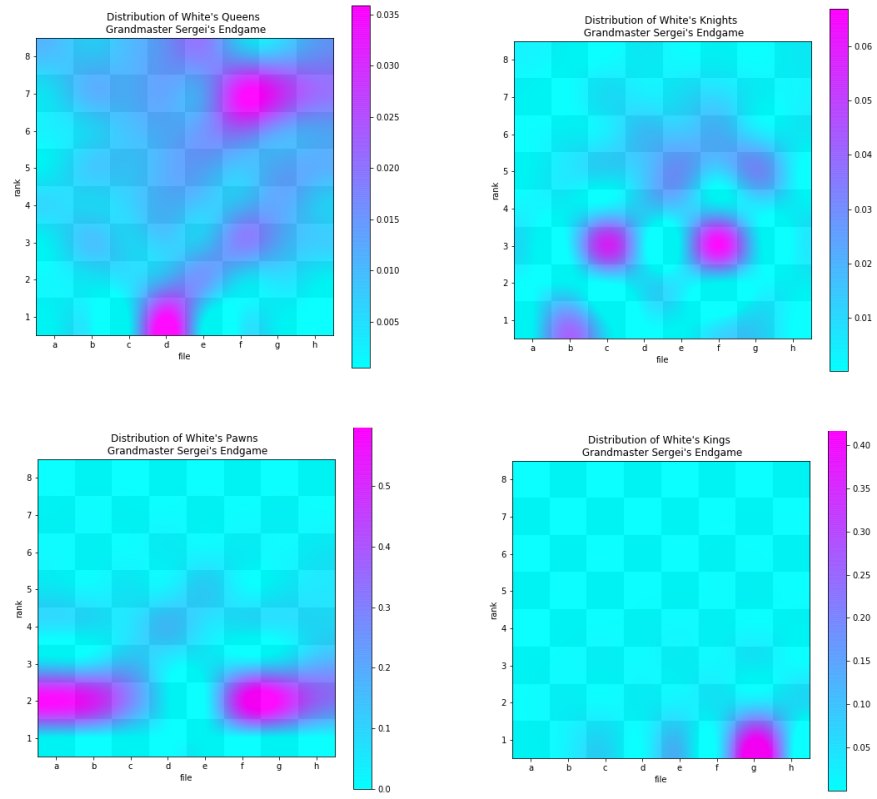 Distribution of White's Queens
Grandmaster Sergei's Endgame
8
7
6
5
4
3
2
1
rank
a b c d e f g h
file
0.035
0.030
0.025
0.020
0.015
0.010
0.005
Distribution of White's Knights
Grandmaster Sergei's Endgame
8
7
6
5
4
3
2
1
rank
a b c d e f g h
file
0.06
0.05
0.04
0.03
0.02
0.01
Distribution of White's Pawns
Grandmaster Sergei's Endgame
8
7
6
5
4
3
2
1
rank
a b c d e f g h
file
0.5
0.4
0.3
0.2
0.1
0.0
Distribution of White's Kings
Grandmaster Sergei's Endgame
8
7
6
5
4
3
2
1
rank
a b c d e f g h
file
0.40
0.35
0.30
0.25
0.20
0.15
0.10
0.05